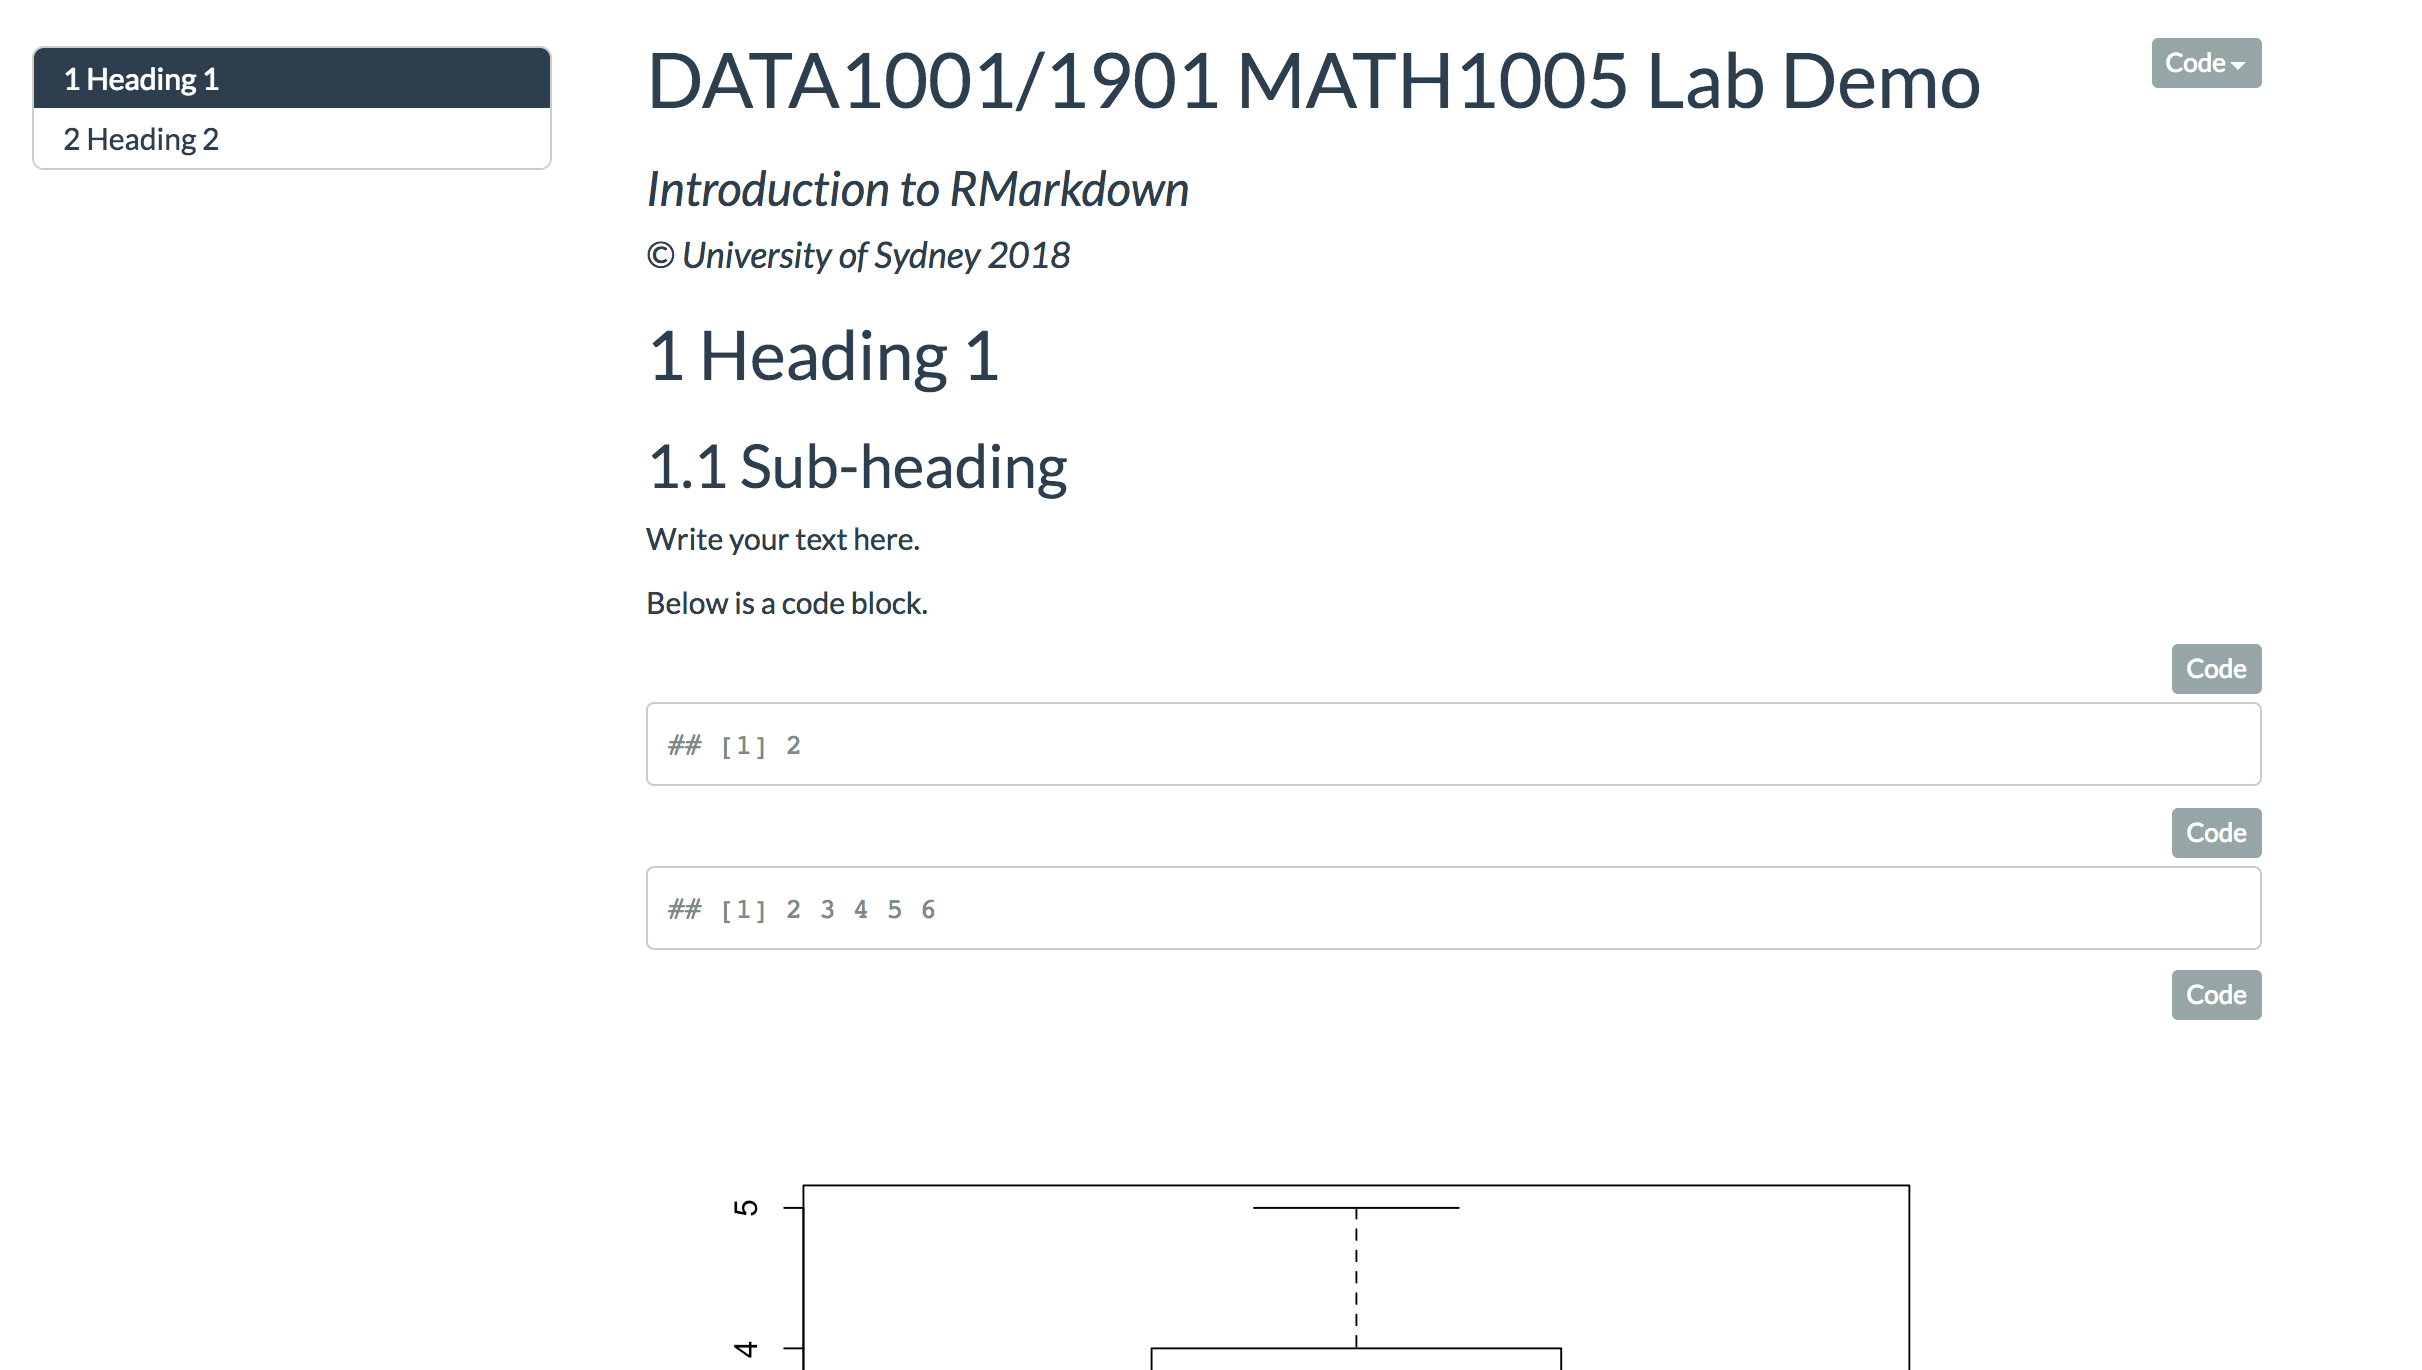 1 Heading 1
2 Heading 2
DATA1001/1901 MATH1005 Lab Demo
Code
Introduction to RMarkdown
© University of Sydney 2018
1 Heading 1
1.1 Sub-heading
Write your text here.
Below is a code block.
Code
## [1] 2
Code
## [1] 2 3 4 5 6
Code
5
4